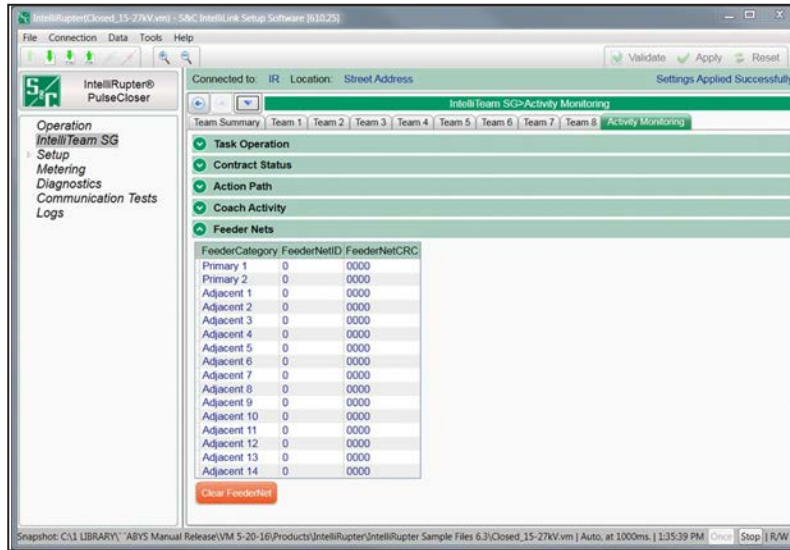 IntelliRupter(Closed_15-27kV.vm) - S&C IntelliLink Setup Software [610.25]
File Connection Data Tools Help
Validate Apply Reset
S&C
IntelliRupter®
PulseCloser
Connected to: IR Location: Street Address Settings Applied Successfully
IntelliTeam SG>Activity Monitoring
Team Summary Team 1 Team 2 Team 3 Team 4 Team 5 Team 6 Team 7 Team 8 Activity Monitoring
Operation
IntelliTeam SG
Setup
Metering
Diagnostics
Communication Tests
Logs
Task Operation
Contract Status
Action Path
Coach Activity
Feeder Nets
FeederCategory FeederNetID FeederNetCRC
Primary 1 0 0000
Primary 2 0 0000
Adjacent 1 0 0000
Adjacent 2 0 0000
Adjacent 3 0 0000
Adjacent 4 0 0000
Adjacent 5 0 0000
Adjacent 6 0 0000
Adjacent 7 0 0000
Adjacent 8 0 0000
Adjacent 9 0 0000
Adjacent 10 0 0000
Adjacent 11 0 0000
Adjacent 12 0 0000
Adjacent 13 0 0000
Adjacent 14 0 0000
Clear FeederNet
Snapshot: C:\1 LIBRARY\``ABYS Manual Release\VM 5-20-16\Products\IntelliRupter\IntelliRupter Sample Files 6.3\Closed_15-27kV.vm | Auto, at 1000ms. | 1:35:39 PM Once Stop | R/W